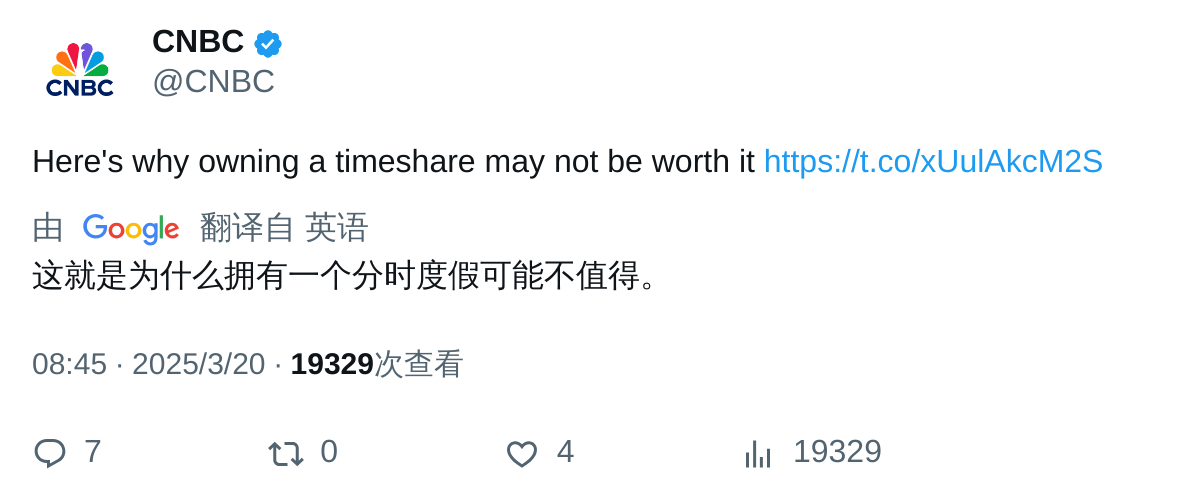 CNBC
CNBC
@CNBC
Here's why owning a timeshare may not be worth it https://t.co/xUulAkcM2S
由 Google 翻译自 英语
这就是为什么拥有一个分时度假可能不值得。
08:45 · 2025/3/20 · 19329次查看
7 0 4 19329